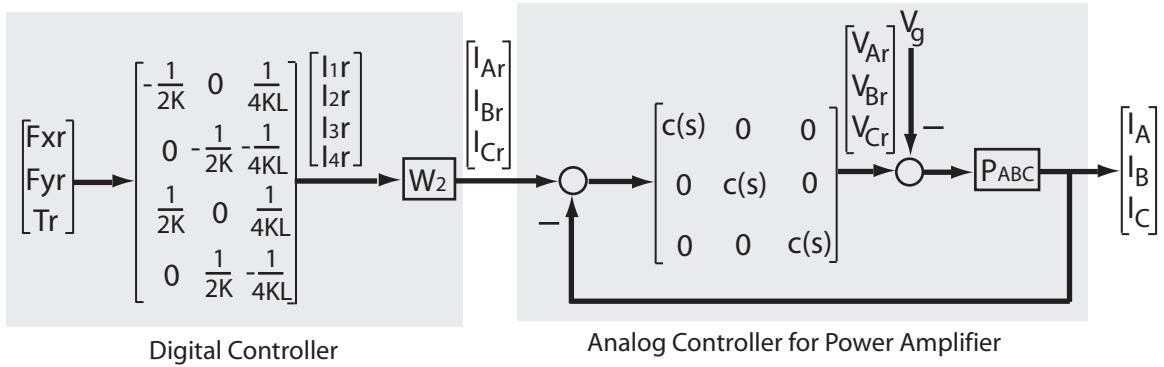 Fxr
Fyr
Tr
-1/2K 0 1/4KL
0 -1/2K -1/4KL
1/2K 0 1/4KL
0 1/2K -1/4KL
I1r
I2r
I3r
I4r
W2
IAr
IBr
ICr
c(s) 0 0
0 c(s) 0
0 0 c(s)
VAr
VBr
VCr
Vg
−
−
PABC
IA
IB
IC
Digital Controller
Analog Controller for Power Amplifier